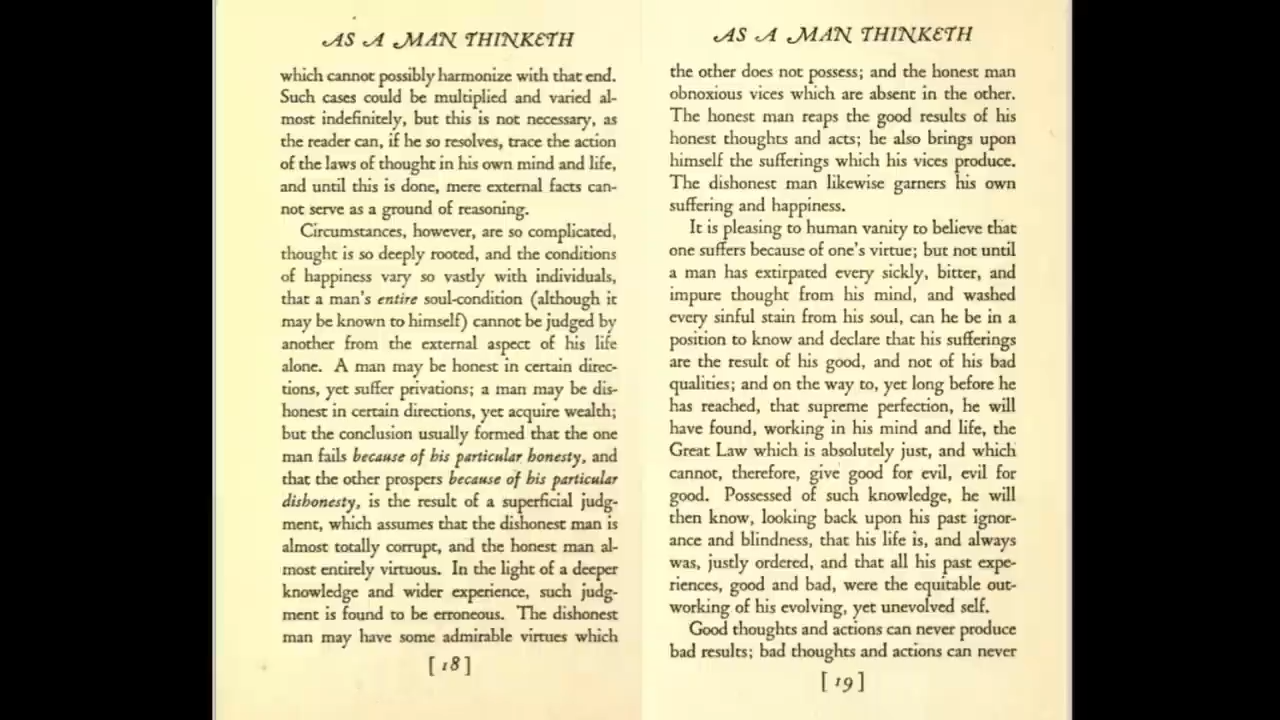 AS A MAN THINKETH
which cannot possibly harmonize with that end.
Such cases could be multiplied and varied al-
most indefinitely, but this is not necessary, as
the reader can, if he so resolves, trace the action
of the laws of thought in his own mind and life,
and until this is done, mere external facts can-
not serve as a ground of reasoning.
Circumstances, however, are so complicated,
thought is so deeply rooted, and the conditions
of happiness vary so vastly with individuals,
that a man's entire soul-condition (although it
may be known to himself) cannot be judged by
another from the external aspect of his life
alone. A man may be honest in certain direc-
tions, yet suffer privations; a man may be dis-
honest in certain directions, yet acquire wealth;
but the conclusion usually formed that the one
man fails because of his particular honesty, and
that the other prospers because of his particular
dishonesty, is the result of a superficial judg-
ment, which assumes that the dishonest man is
almost totally corrupt, and the honest man al-
most entirely virtuous. In the light of a deeper
knowledge and wider experience, such judg-
ment is found to be erroneous. The dishonest
man may have some admirable virtues which
[18]
AS A MAN THINKETH
the other does not possess; and the honest man
obnoxious vices which are absent in the other.
The honest man reaps the good results of his
honest thoughts and acts; he also brings upon
himself the sufferings which his vices produce.
The dishonest man likewise garners his own
suffering and happiness.
It is pleasing to human vanity to believe that
one suffers because of one's virtue; but not until
a man has extirpated every sickly, bitter, and
impure thought from his mind, and washed
every sinful stain from his soul, can he be in a
position to know and declare that his sufferings
are the result of his good, and not of his bad
qualities; and on the way to, yet long before he
has reached, that supreme perfection, he will
have found, working in his mind and life, the
Great Law which is absolutely just, and which
cannot, therefore, give good for evil, evil for
good. Possessed of such knowledge, he will
then know, looking back upon his past ignor-
ance and blindness, that his life is, and always
was, justly ordered, and that all his past expe-
riences, good and bad, were the equitable out-
working of his evolving, yet unevolved self.
Good thoughts and actions can never produce
bad results; bad thoughts and actions can never
[19]